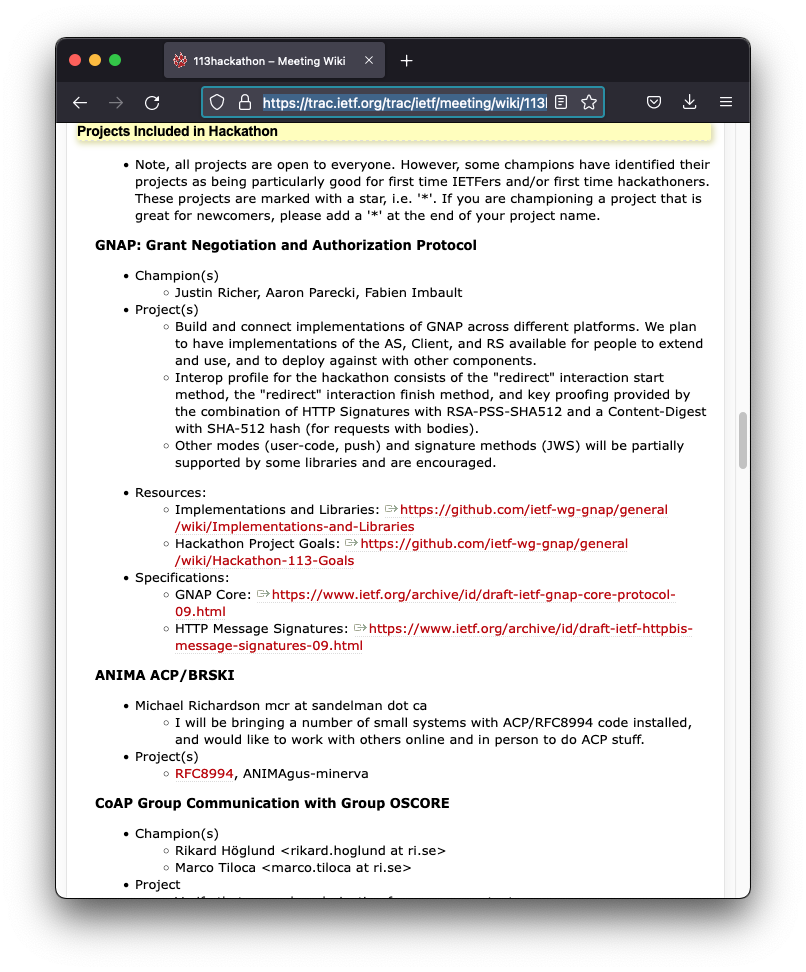 113hackathon – Meeting Wiki
https://trac.ietf.org/trac/ietf/meeting/wiki/113
Projects Included in Hackathon
• Note, all projects are open to everyone. However, some champions have identified their
projects as being particularly good for first time IETFers and/or first time hackathoners.
These projects are marked with a star, i.e. '*'. If you are championing a project that is
great for newcomers, please add a '*' at the end of your project name.
GNAP: Grant Negotiation and Authorization Protocol
• Champion(s)
◦ Justin Richer, Aaron Parecki, Fabien Imbault
• Project(s)
◦ Build and connect implementations of GNAP across different platforms. We plan
to have implementations of the AS, Client, and RS available for people to extend
and use, and to deploy against with other components.
◦ Interop profile for the hackathon consists of the "redirect" interaction start
method, the "redirect" interaction finish method, and key proofing provided by
the combination of HTTP Signatures with RSA-PSS-SHA512 and a Content-Digest
with SHA-512 hash (for requests with bodies).
◦ Other modes (user-code, push) and signature methods (JWS) will be partially
supported by some libraries and are encouraged.
• Resources:
◦ Implementations and Libraries: https://github.com/ietf-wg-gnap/general
/wiki/Implementations-and-Libraries
◦ Hackathon Project Goals: https://github.com/ietf-wg-gnap/general
/wiki/Hackathon-113-Goals
• Specifications:
◦ GNAP Core: https://www.ietf.org/archive/id/draft-ietf-gnap-core-protocol-
09.html
◦ HTTP Message Signatures: https://www.ietf.org/archive/id/draft-ietf-httpbis-
message-signatures-09.html
ANIMA ACP/BRSKI
• Michael Richardson mcr at sandelman dot ca
◦ I will be bringing a number of small systems with ACP/RFC8994 code installed,
and would like to work with others online and in person to do ACP stuff.
• Project(s)
◦ RFC8994, ANIMAgus-minerva
CoAP Group Communication with Group OSCORE
• Champion(s)
◦ Rikard Höglund <rikard.hoglund at ri.se>
◦ Marco Tiloca <marco.tiloca at ri.se>
• Project